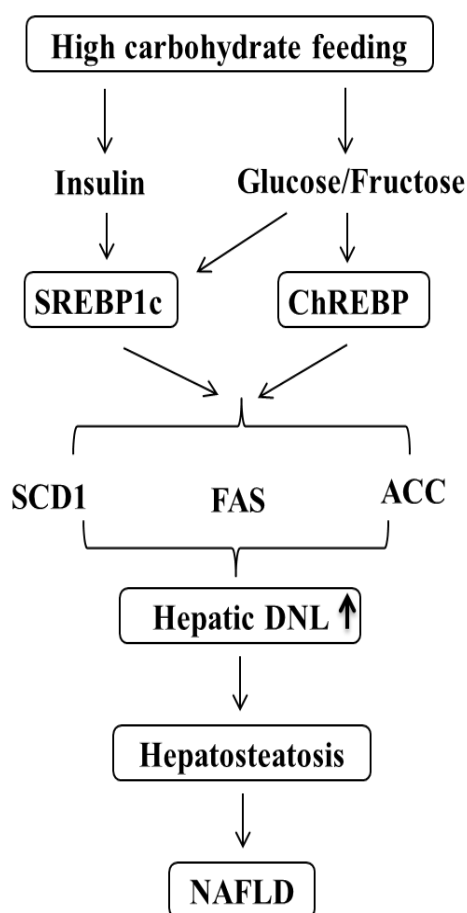 High carbohydrate feeding
Insulin Glucose/Fructose
SREBP1c ChREBP
SCD1 FAS ACC
Hepatic DNL ↑
Hepatosteatosis
NAFLD